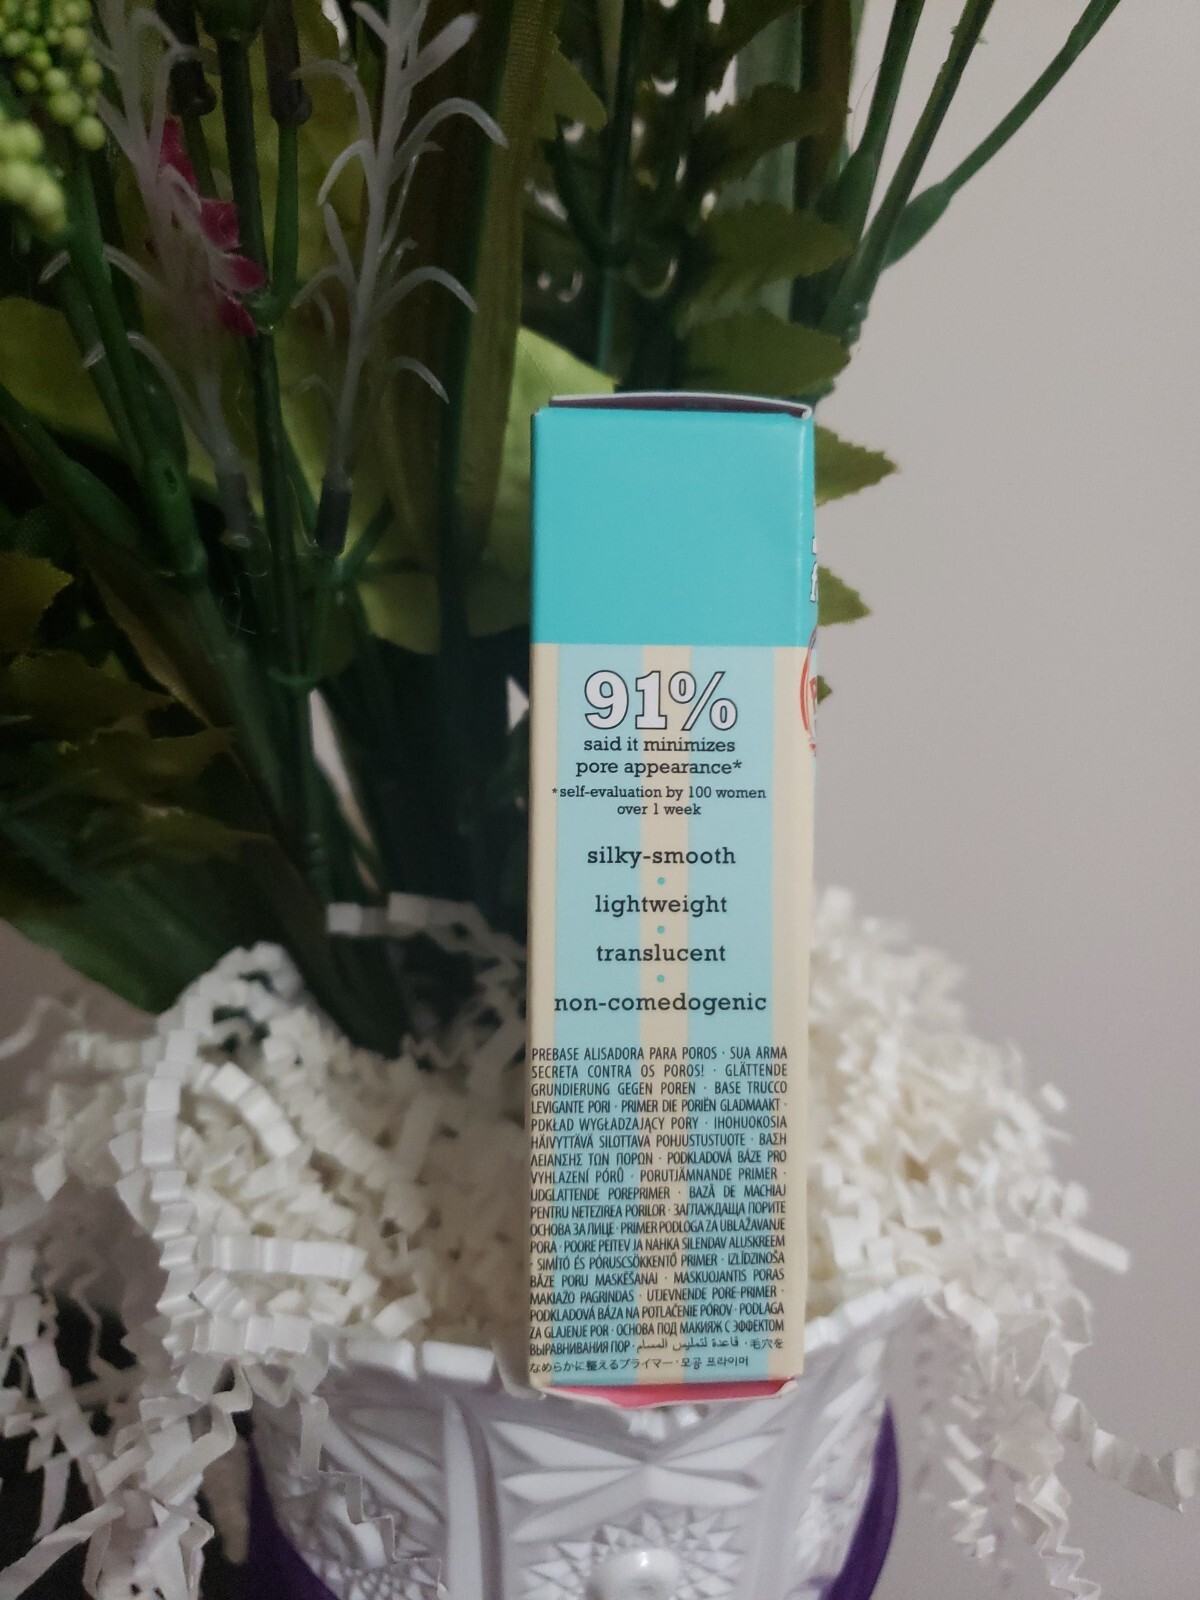 91%
said it minimizes
pore appearance*
*self-evaluation by 100 women
over 1 week
silky-smooth
•
lightweight
•
translucent
•
non-comedogenic
PREBASE ALISADORA PARA POROS · SUA ARMA
SECRETA CONTRA OS POROS! · GLÄTTENDE
GRUNDIERUNG GEGEN POREN · BASE TRUCCO
LEVIGANTE PORI · PRIMER DIE PORIËN GLADMAAKT ·
PDKŁAD WYGŁADZAJĄCY PORY · IHOHUOKOSIA
HÄIVYTTÄVÄ SILOTTAVA POHJUSTUSTUOTE · ΒΑΣΗ
ΛΕΙΑΝΣΗΣ ΤΩΝ ΠΟΡΩΝ · PODKLADOVÁ BÁZE PRO
VYHLAZENÍ PÓRŮ · PORUTJÄMNANDE PRIMER ·
UDGLATTENDE POREPRIMER · BAZĂ DE MACHIAJ
PENTRU NETEZIREA PORILOR · ЗАГЛАЖДАЩА ПОРИТЕ
ОСНОВА ЗА ЛИЦЕ · PRIMER PODLOGA ZA UBLAŽAVANJE
PORA · POORE PEITEV JA NAHKA SILENDAV ALUSKREEM
· SIMÍTÓ ÉS PÓRUSCSÖKKENTŐ PRIMER · IZLĪDZINOŠA
BĀZE PORU MASKĒŠANAI · MASKUOJANTIS PORAS
MAKIAŽO PAGRINDAS · UTJEVNENDE PORE-PRIMER ·
PODKLADOVÁ BÁZA NA POTLAČENIE PÓROV · PODLAGA
ZA GLAJENJE POR · ОСНОВА ПОД МАКИЯЖ С ЭФФЕКТОМ
ВЫРАВНИВАНИЯ ПОР · قاعدة لتمليس المسام · 毛穴を
なめらかに整えるプライマー · 모공 프라이머